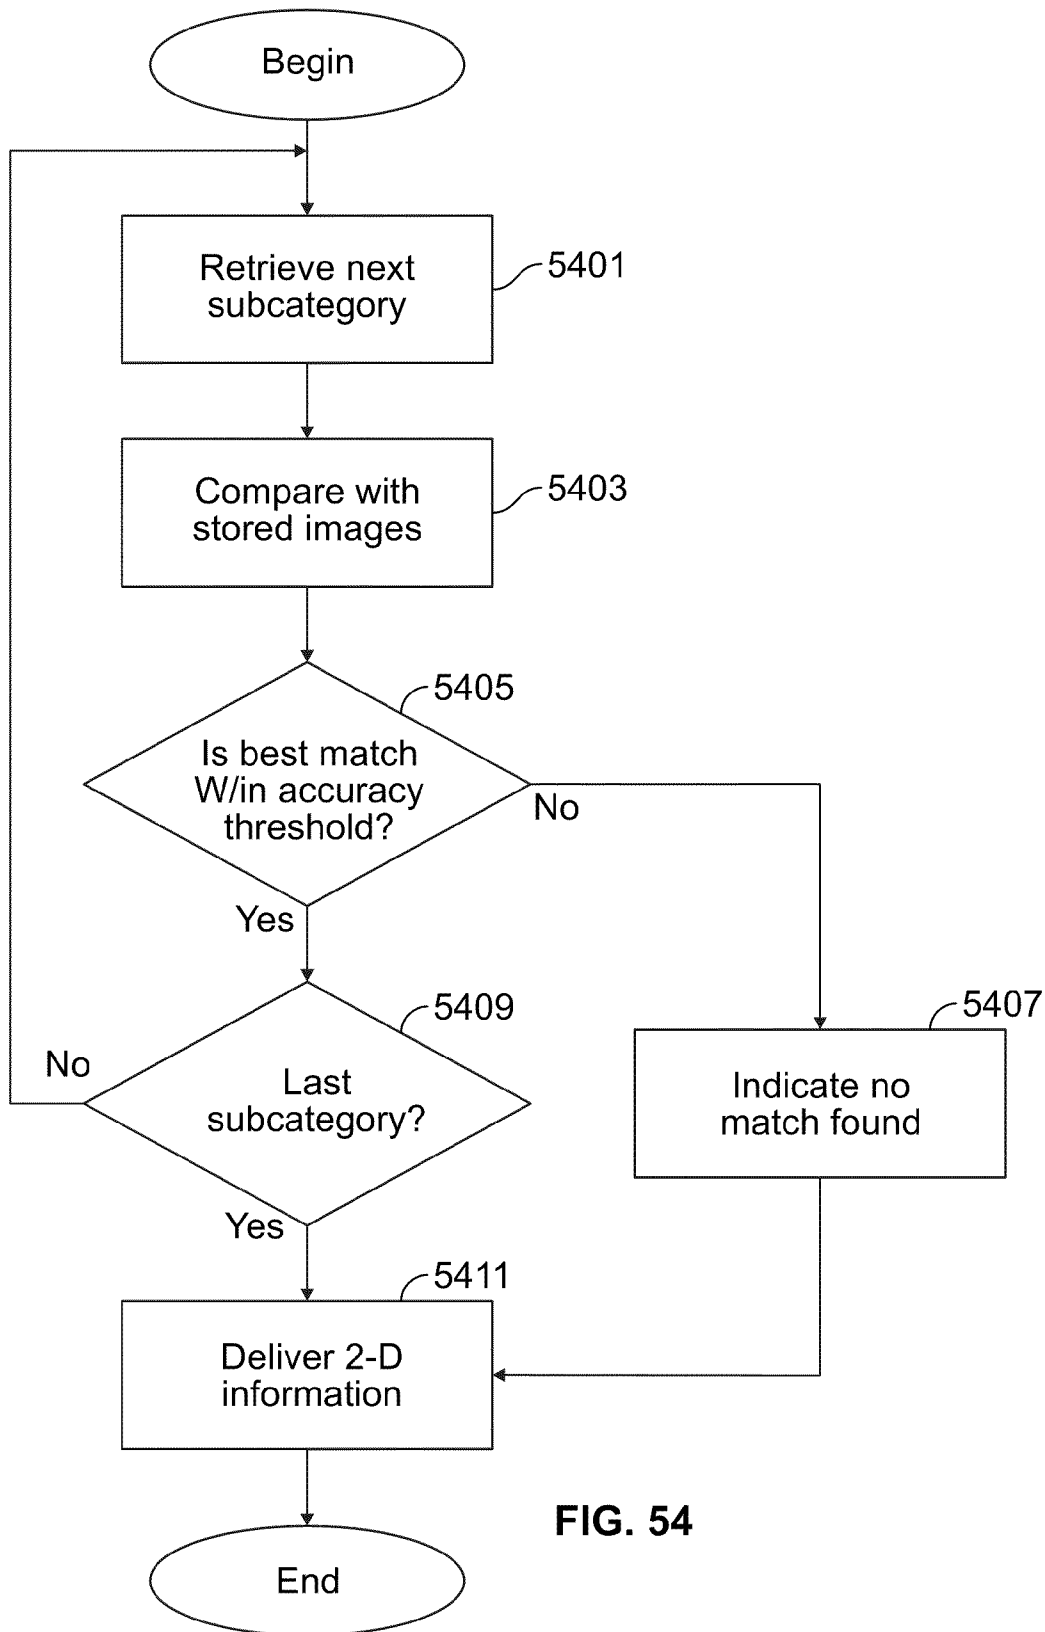 Begin
Retrieve next
subcategory
5401
Compare with
stored images
5403
5405
Is best match
W/in accuracy
threshold?
No
Yes
5409
5407
No
Last
subcategory?
Indicate no
match found
Yes
5411
Deliver 2-D
information
FIG. 54
End